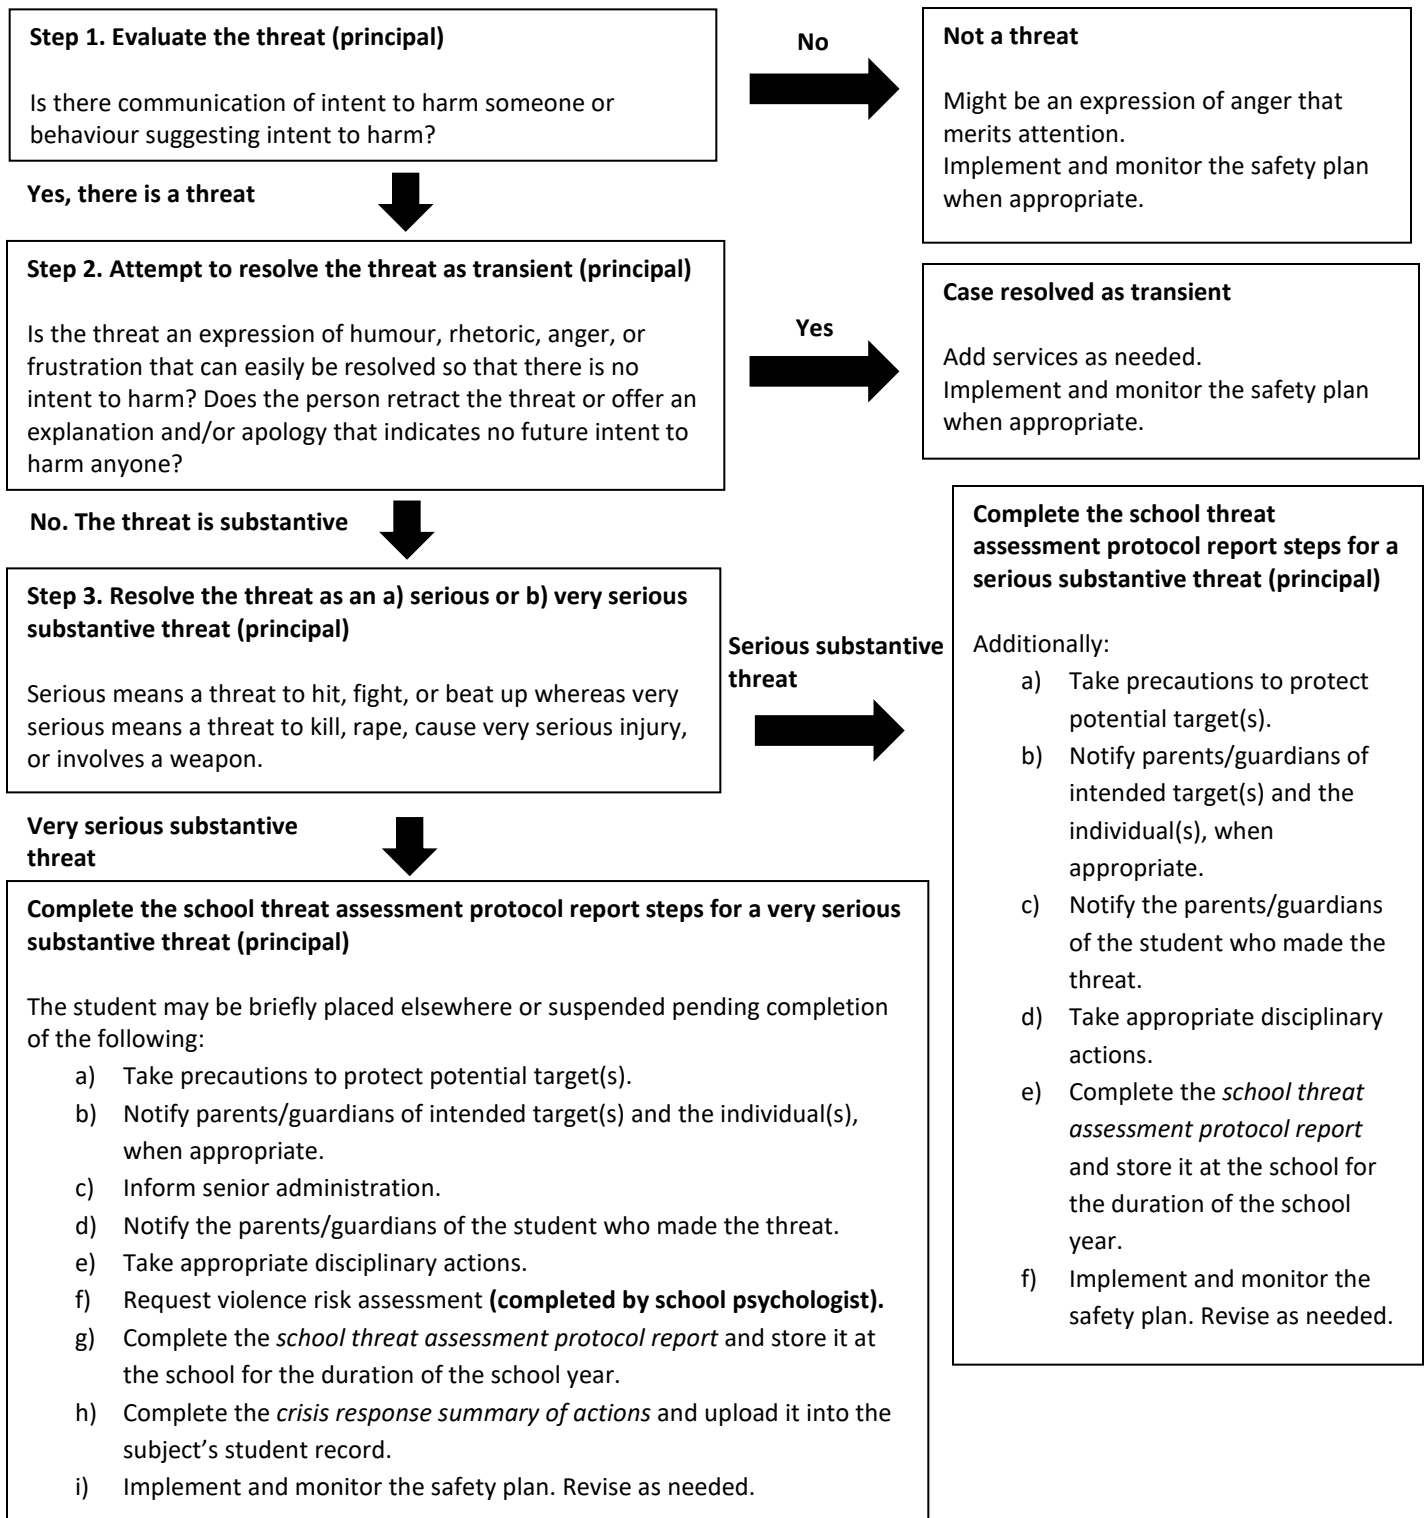 Step 1. Evaluate the threat (principal)
Is there communication of intent to harm someone or
behaviour suggesting intent to harm?
No
Not a threat
Might be an expression of anger that
merits attention.
Implement and monitor the safety plan
when appropriate.
Yes, there is a threat
Step 2. Attempt to resolve the threat as transient (principal)
Is the threat an expression of humour, rhetoric, anger, or
frustration that can easily be resolved so that there is no
intent to harm? Does the person retract the threat or offer an
explanation and/or apology that indicates no future intent to
harm anyone?
Yes
Case resolved as transient
Add services as needed.
Implement and monitor the safety plan
when appropriate.
No. The threat is substantive
Step 3. Resolve the threat as an a) serious or b) very serious
substantive threat (principal)
Serious means a threat to hit, fight, or beat up whereas very
serious means a threat to kill, rape, cause very serious injury,
or involves a weapon.
Serious substantive
threat
Complete the school threat
assessment protocol report steps for a
serious substantive threat (principal)
Additionally:
a) Take precautions to protect
potential target(s).
b) Notify parents/guardians of
intended target(s) and the
individual(s), when
appropriate.
c) Notify the parents/guardians
of the student who made the
threat.
d) Take appropriate disciplinary
actions.
e) Complete the school threat
assessment protocol report
and store it at the school for
the duration of the school
year.
f) Implement and monitor the
safety plan. Revise as needed.
Very serious substantive
threat
Complete the school threat assessment protocol report steps for a very serious
substantive threat (principal)
The student may be briefly placed elsewhere or suspended pending completion
of the following:
a) Take precautions to protect potential target(s).
b) Notify parents/guardians of intended target(s) and the individual(s),
when appropriate.
c) Inform senior administration.
d) Notify the parents/guardians of the student who made the threat.
e) Take appropriate disciplinary actions.
f) Request violence risk assessment (completed by school psychologist).
g) Complete the school threat assessment protocol report and store it at
the school for the duration of the school year.
h) Complete the crisis response summary of actions and upload it into the
subject’s student record.
i) Implement and monitor the safety plan. Revise as needed.